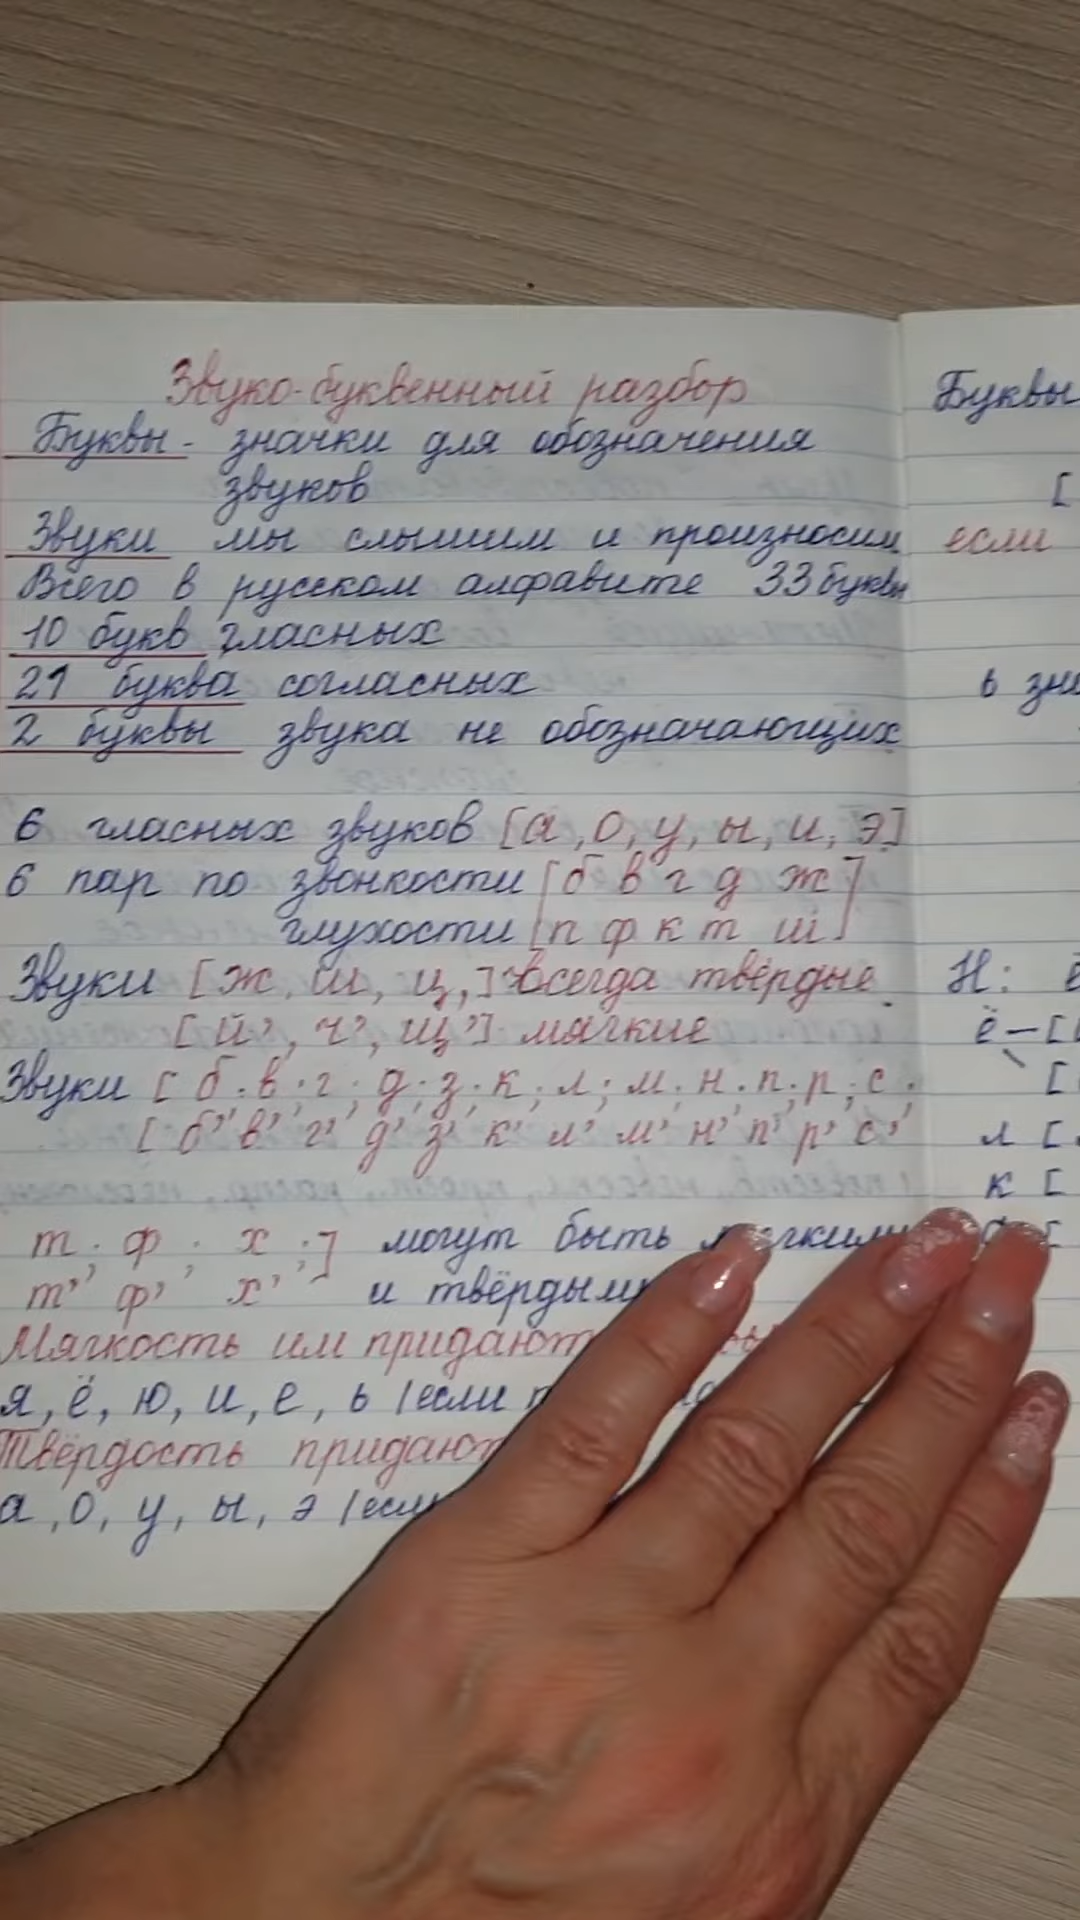 Звуко-буквенный разбор
Буквы - значки для обозначения
звуков
Звуки мы слышим и произносим
Всего в русском алфавите 33 буквы
10 букв гласных
21 буква согласных
2 буквы звука не обозначающих
6 гласных звуков [а, о, у, ы, и, э]
6 пар по звонкости [б в г д ж]
глухости [п ф к т ш]
Звуки [ж, ш, ц,] всегда твёрдые
[й', ч', щ'] мягкие
Звуки [б; в; г; д; з; к; л; м; н; п; р; с;
[б' в' г' д' з' к' л' м' н' п' р' с'
т; ф; х;] могут быть мягкими
т' ф' х' и твёрдыми
Мягкость им придают
я, ё, ю, и, е, ь (если
Твёрдость придают
а, о, у, ы, э (если
Буквы
[
если
ь
Н: ё
ё – [
[
л [
к [
[